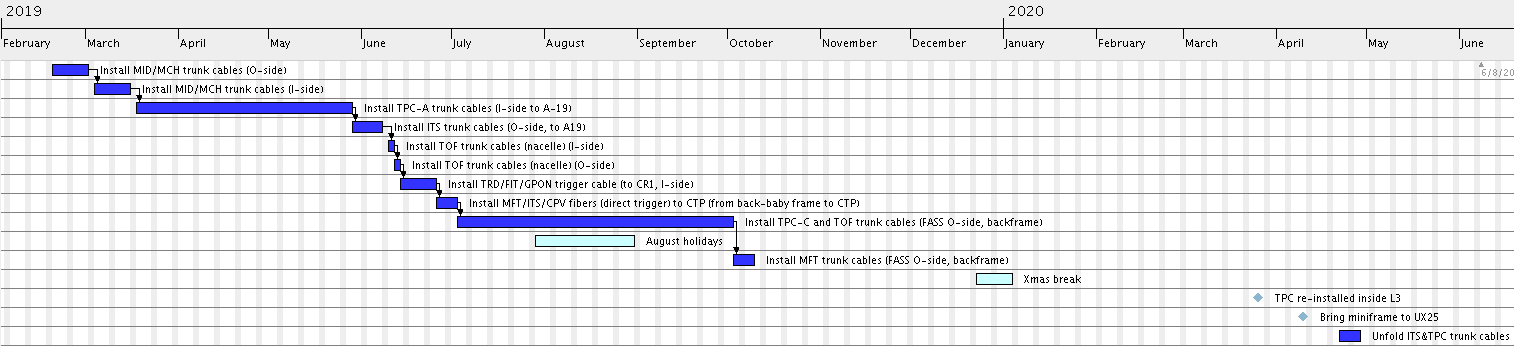 2019 2020
February March April May June July August September October November December January February March April May June
6/8/20
Install MID/MCH trunk cables (O-side)
Install MID/MCH trunk cables (I-side)
Install TPC-A trunk cables (I-side to A-19)
Install ITS trunk cables (O-side, to A19)
Install TOF trunk cables (nacelle) (I-side)
Install TOF trunk cables (nacelle) (O-side)
Install TRD/FIT/GPON trigger cable (to CR1, I-side)
Install MFT/ITS/CPV fibers (direct trigger) to CTP (from back-baby frame to CTP)
Install TPC-C and TOF trunk cables (FASS O-side, backframe)
August holidays
Install MFT trunk cables (FASS O-side, backframe)
Xmas break
TPC re-installed inside L3
Bring miniframe to UX25
Unfold ITS&TPC trunk cables